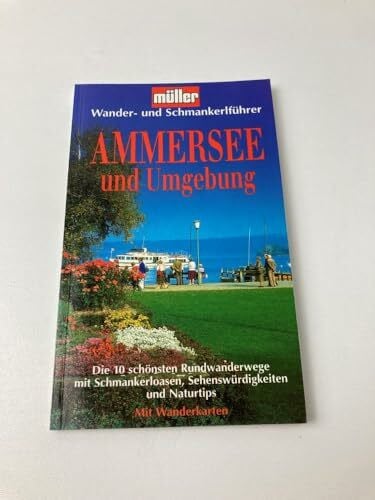 müller
Wander- und Schmankerlführer
AMMERSEE
und Umgebung
Die 10 schönsten Rundwanderwege
mit Schmankerloasen, Sehenswürdigkeiten
und Naturtips
Mit Wanderkarten